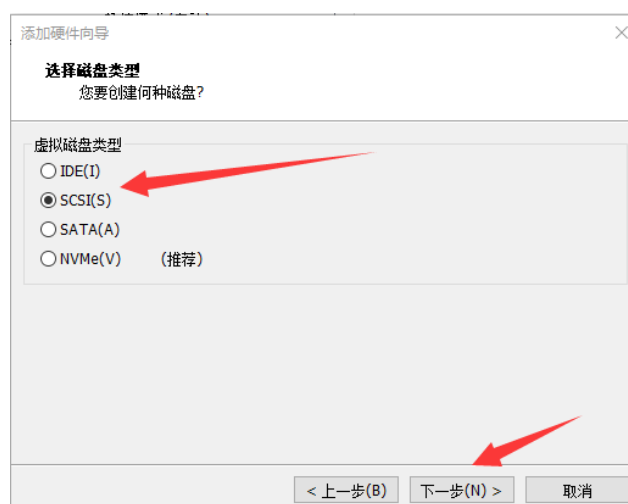 添加硬件向导
选择磁盘类型
您要创建何种磁盘?
虚拟磁盘类型
IDE(I)
SCSI(S)
SATA(A)
NVMe(V) (推荐)
< 上一步(B) 下一步(N) > 取消